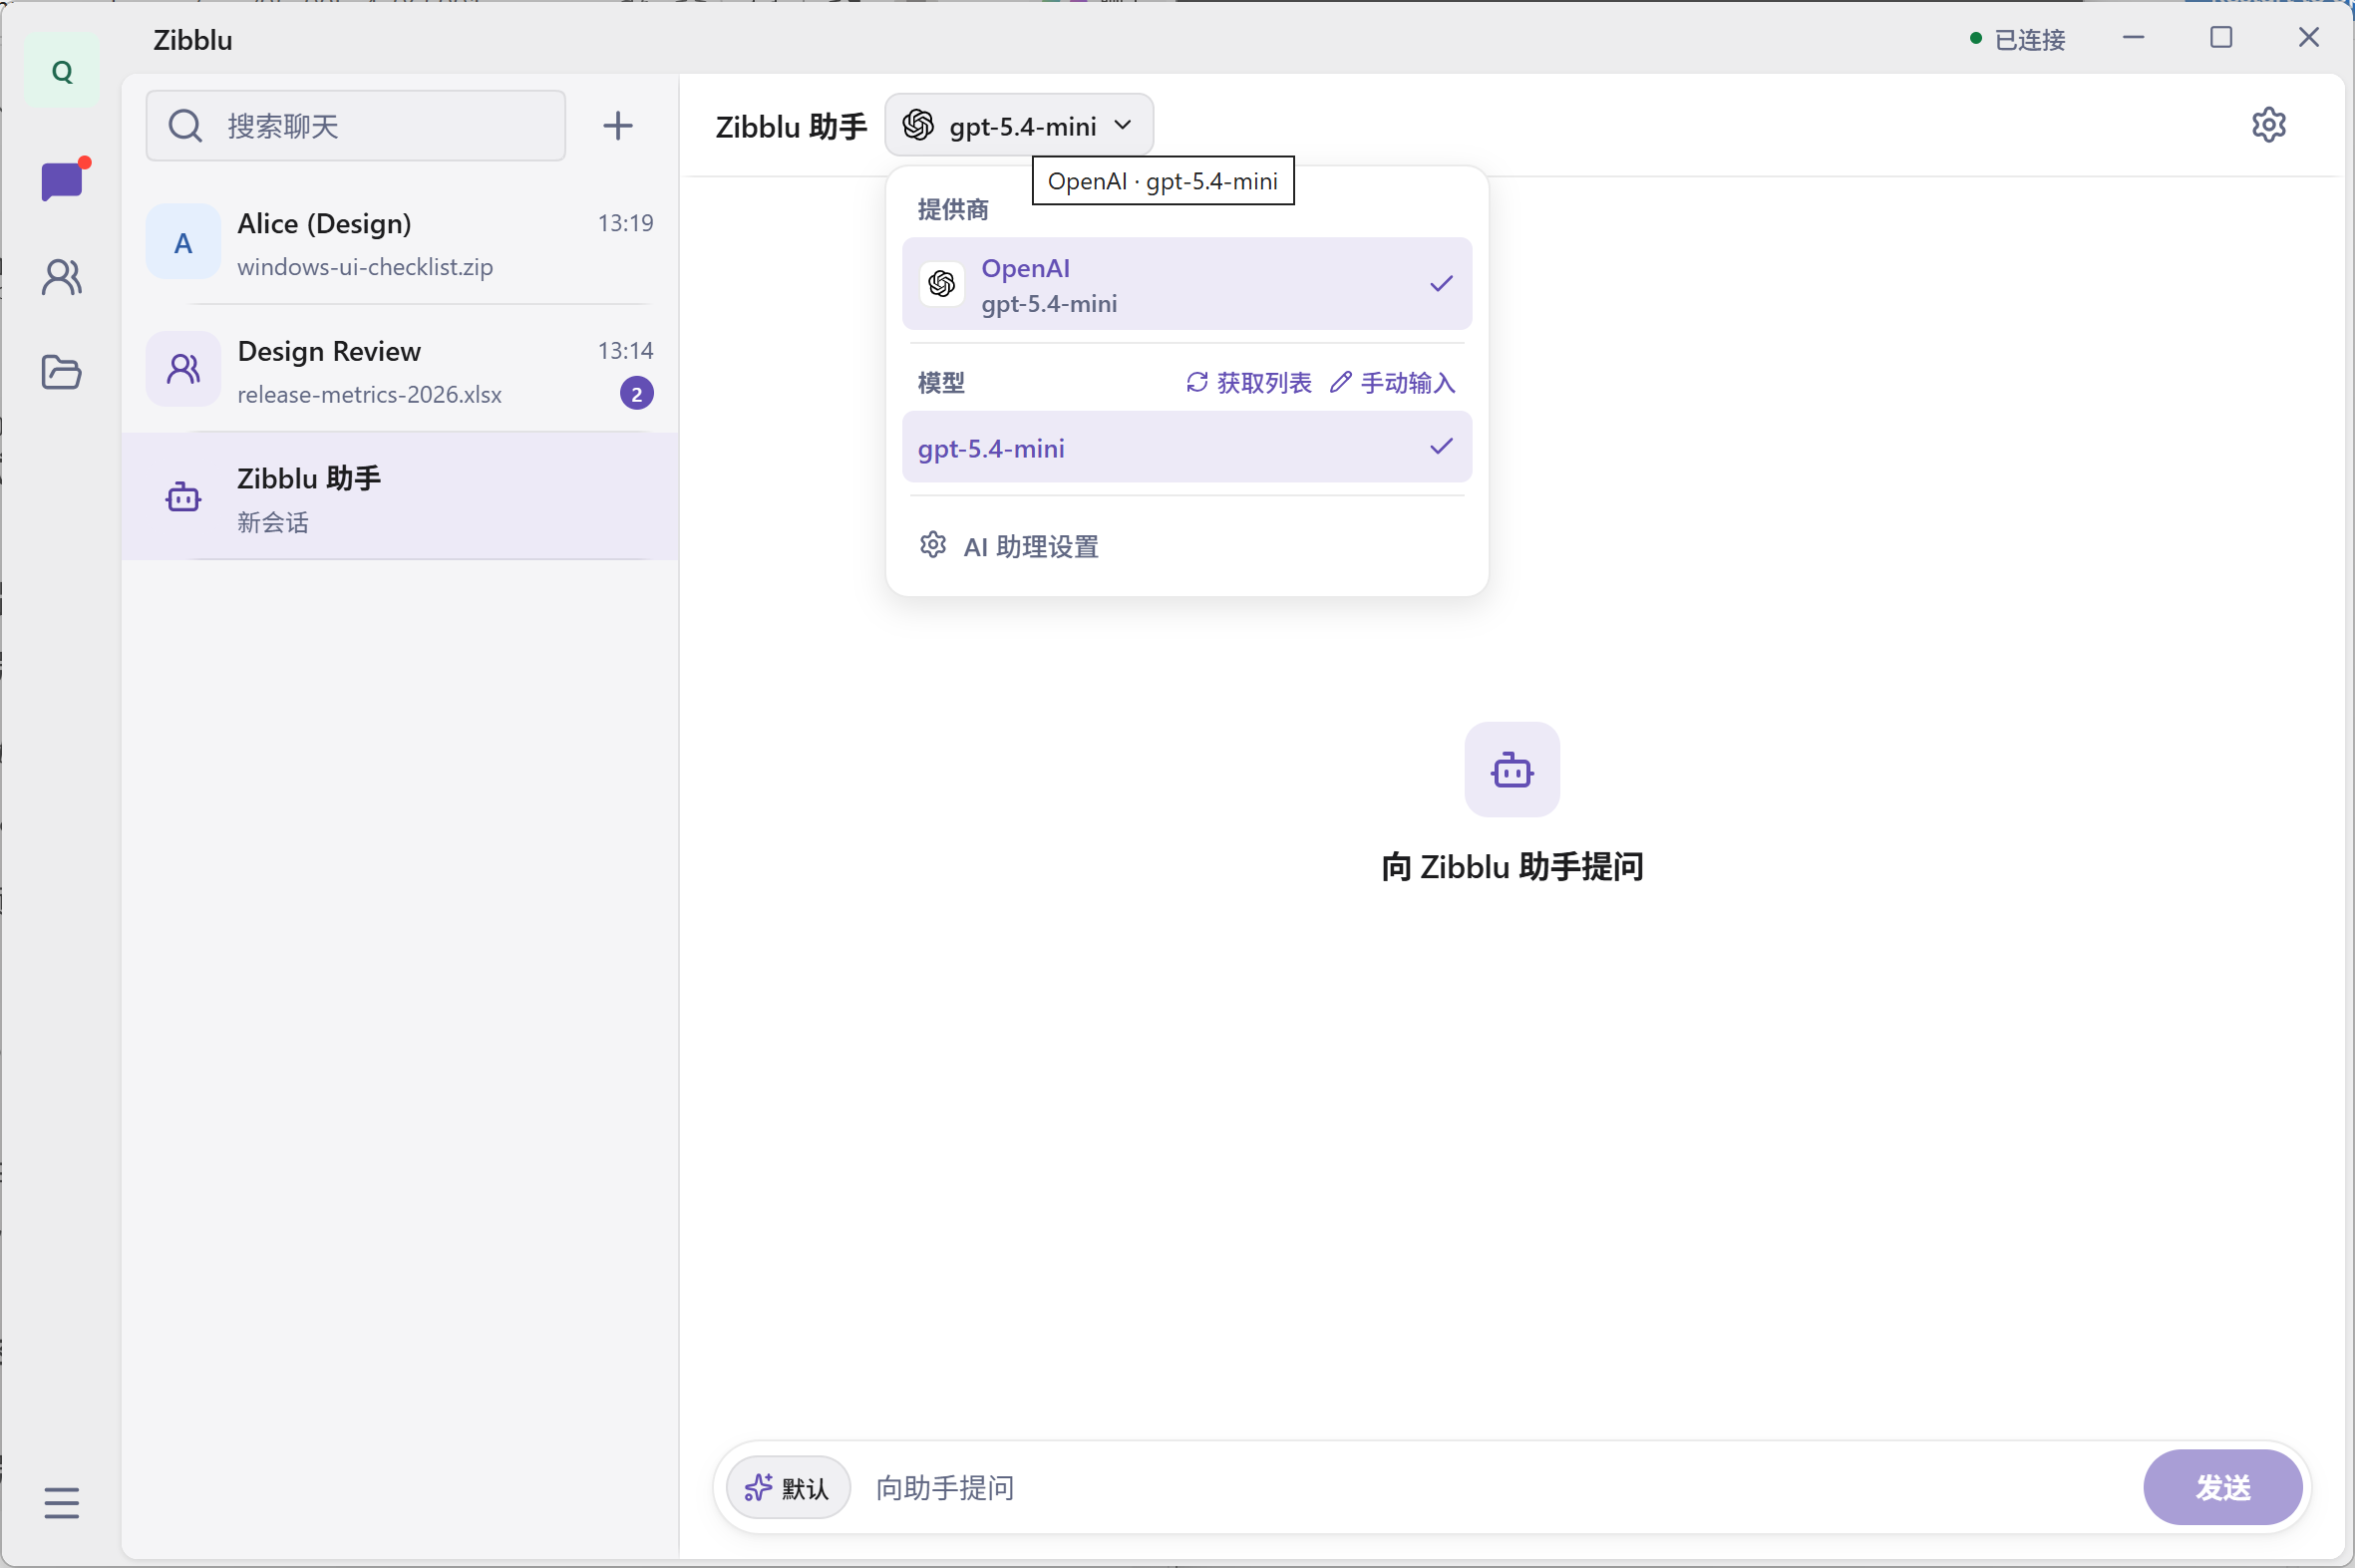 Zibblu
已连接
Q
搜索聊天
Alice (Design)
13:19
A
windows-ui-checklist.zip
Design Review
13:14
release-metrics-2026.xlsx
2
Zibblu 助手
新会话
Zibblu 助手
gpt-5.4-mini
OpenAI · gpt-5.4-mini
提供商
OpenAI
gpt-5.4-mini
模型
获取列表
手动输入
gpt-5.4-mini
AI 助理设置
向 Zibblu 助手提问
默认
向助手提问
发送